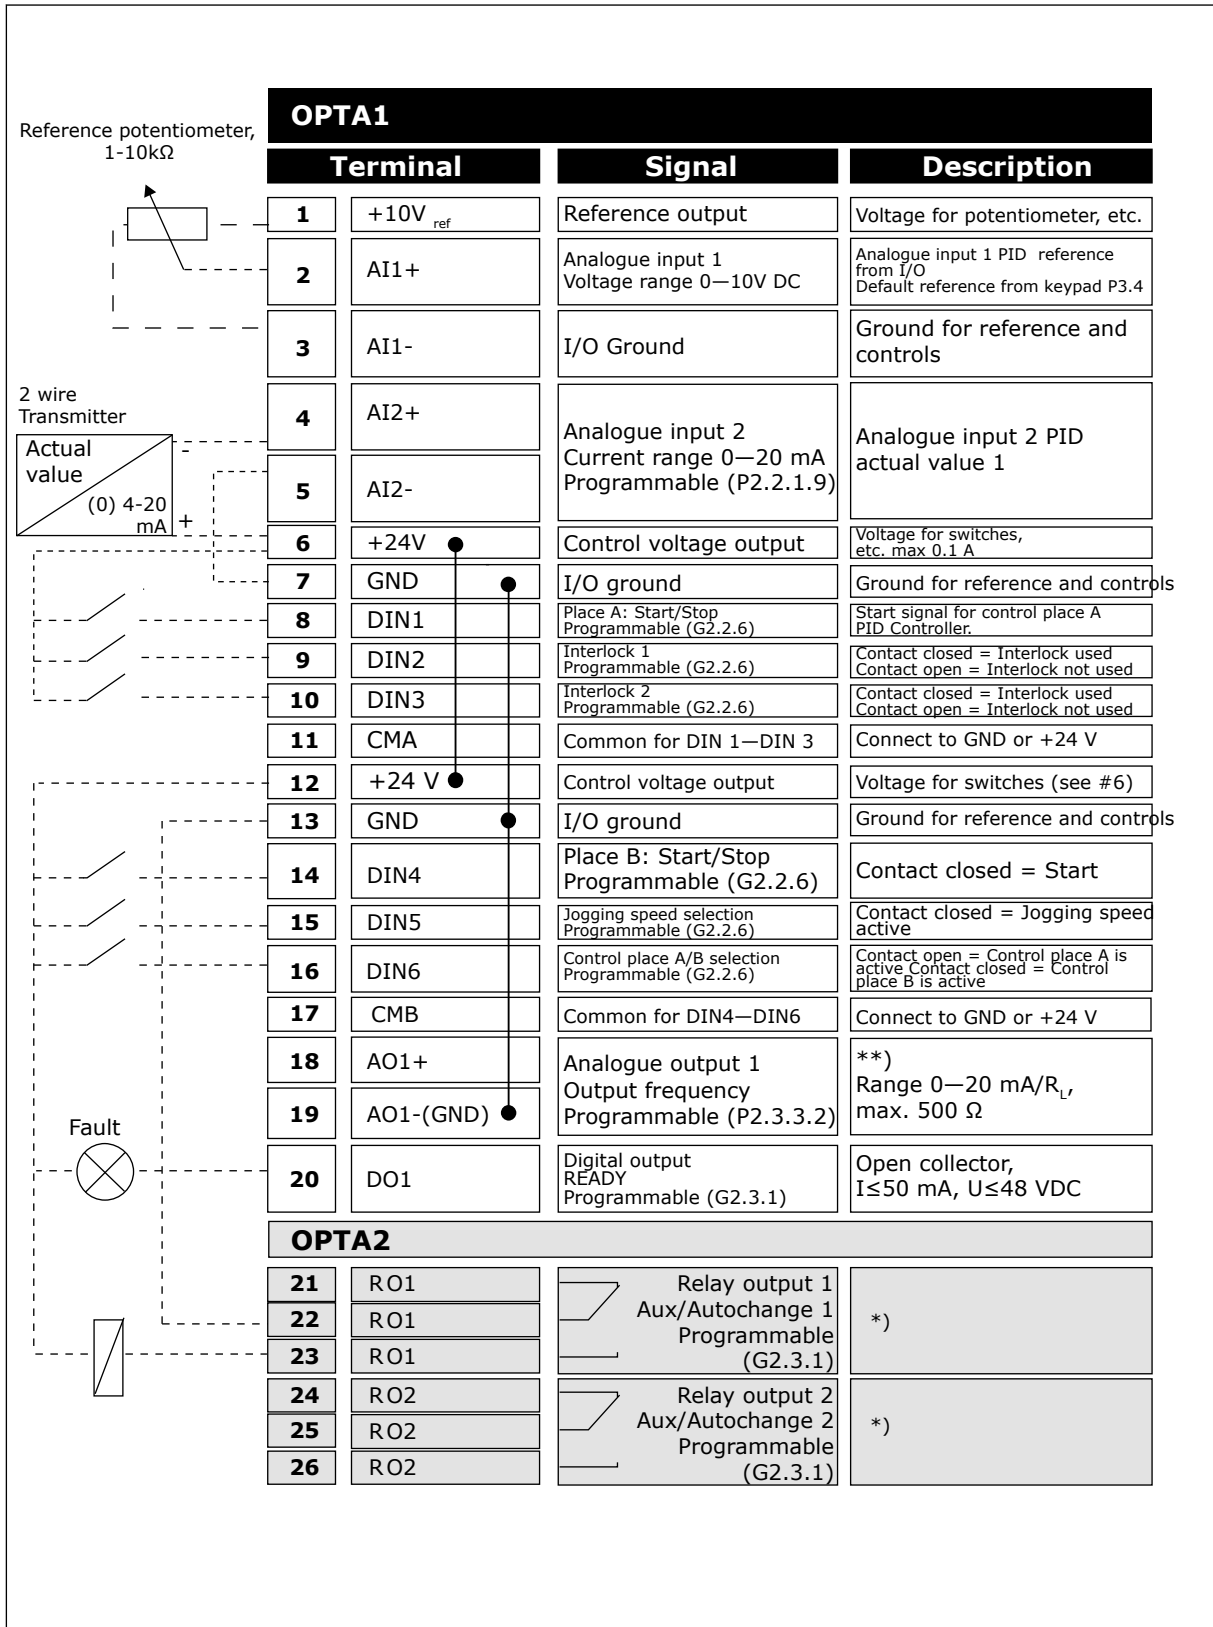 OPTA1
Reference potentiometer,
1-10kΩ
Terminal
Signal
Description
1
+10V ref
Reference output
Voltage for potentiometer, etc.
2
AI1+
Analogue input 1
Voltage range 0—10V DC
Analogue input 1 PID reference
from I/O
Default reference from keypad P3.4
3
AI1-
I/O Ground
Ground for reference and
controls
2 wire
Transmitter
Actual
value
(0) 4-20
mA
-
+
4
AI2+
5
AI2-
Analogue input 2
Current range 0—20 mA
Programmable (P2.2.1.9)
Analogue input 2 PID
actual value 1
6
+24V
Control voltage output
Voltage for switches,
etc. max 0.1 A
7
GND
I/O ground
Ground for reference and controls
8
DIN1
Place A: Start/Stop
Programmable (G2.2.6)
Start signal for control place A
PID Controller.
9
DIN2
Interlock 1
Programmable (G2.2.6)
Contact closed = Interlock used
Contact open = Interlock not used
10
DIN3
Interlock 2
Programmable (G2.2.6)
Contact closed = Interlock used
Contact open = Interlock not used
11
CMA
Common for DIN 1—DIN 3
Connect to GND or +24 V
12
+24 V
Control voltage output
Voltage for switches (see #6)
13
GND
I/O ground
Ground for reference and controls
14
DIN4
Place B: Start/Stop
Programmable (G2.2.6)
Contact closed = Start
15
DIN5
Jogging speed selection
Programmable (G2.2.6)
Contact closed = Jogging speed
active
16
DIN6
Control place A/B selection
Programmable (G2.2.6)
Contact open = Control place A is
active Contact closed = Control
place B is active
17
CMB
Common for DIN4—DIN6
Connect to GND or +24 V
18
AO1+
19
AO1-(GND)
Analogue output 1
Output frequency
Programmable (P2.3.3.2)
**)
Range 0—20 mA/RL,
max. 500 Ω
Fault
20
DO1
Digital output
READY
Programmable (G2.3.1)
Open collector,
I≤50 mA, U≤48 VDC
OPTA2
21
RO1
22
RO1
23
RO1
Relay output 1
Aux/Autochange 1
Programmable
(G2.3.1)
*)
24
RO2
25
RO2
26
RO2
Relay output 2
Aux/Autochange 2
Programmable
(G2.3.1)
*)